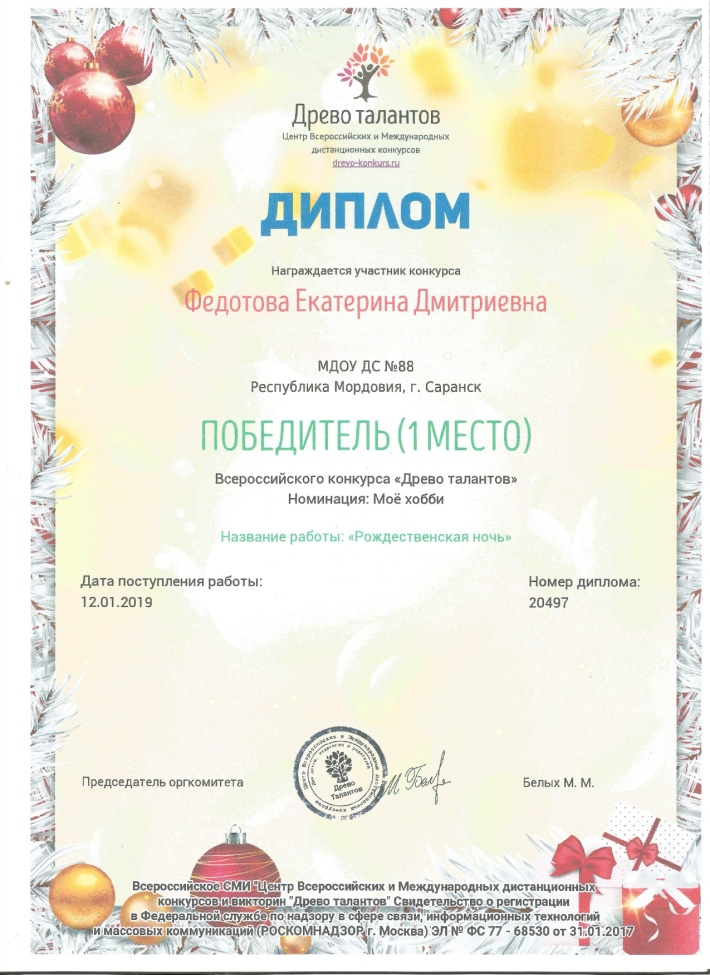 Древо талантов
Центр Всероссийских и Международных
дистанционных конкурсов
drevo-konkurs.ru
ДИПЛОМ
Награждается участник конкурса
Федотова Екатерина Дмитриевна
МДОУ ДС №88
Республика Мордовия, г. Саранск
ПОБЕДИТЕЛЬ (1 МЕСТО)
Всероссийского конкурса «Древо талантов»
Номинация: Моё хобби
Название работы: «Рождественская ночь»
Дата поступления работы:
12.01.2019
Номер диплома:
20497
Председатель оргкомитета
Древо
Талантов
Белых М. М.
Всероссийское СМИ "Центр Всероссийских и Международных дистанционных
конкурсов и викторин "Древо талантов" Свидетельство о регистрации
в Федеральной службе по надзору в сфере связи, информационных технологий
и массовых коммуникаций (РОСКОМНАДЗОР г. Москва) ЭЛ № ФС 77 - 68530 от 31.01.2017